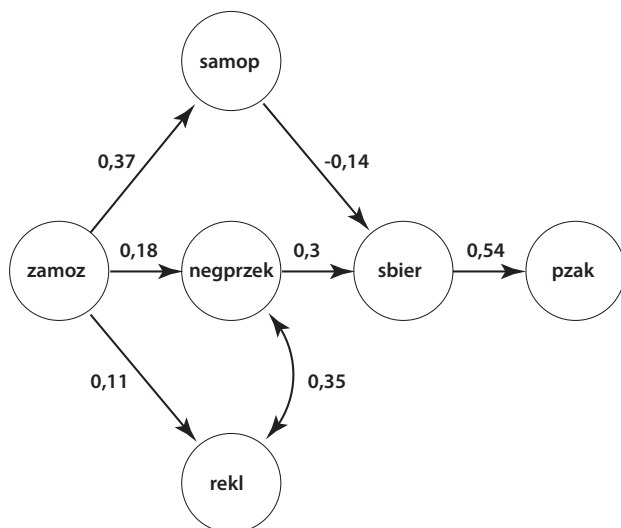 samop
0,37
-0,14
zamoz
0,18
negprzek
0,3
sbier
0,54
pzak
0,11
0,35
rekl